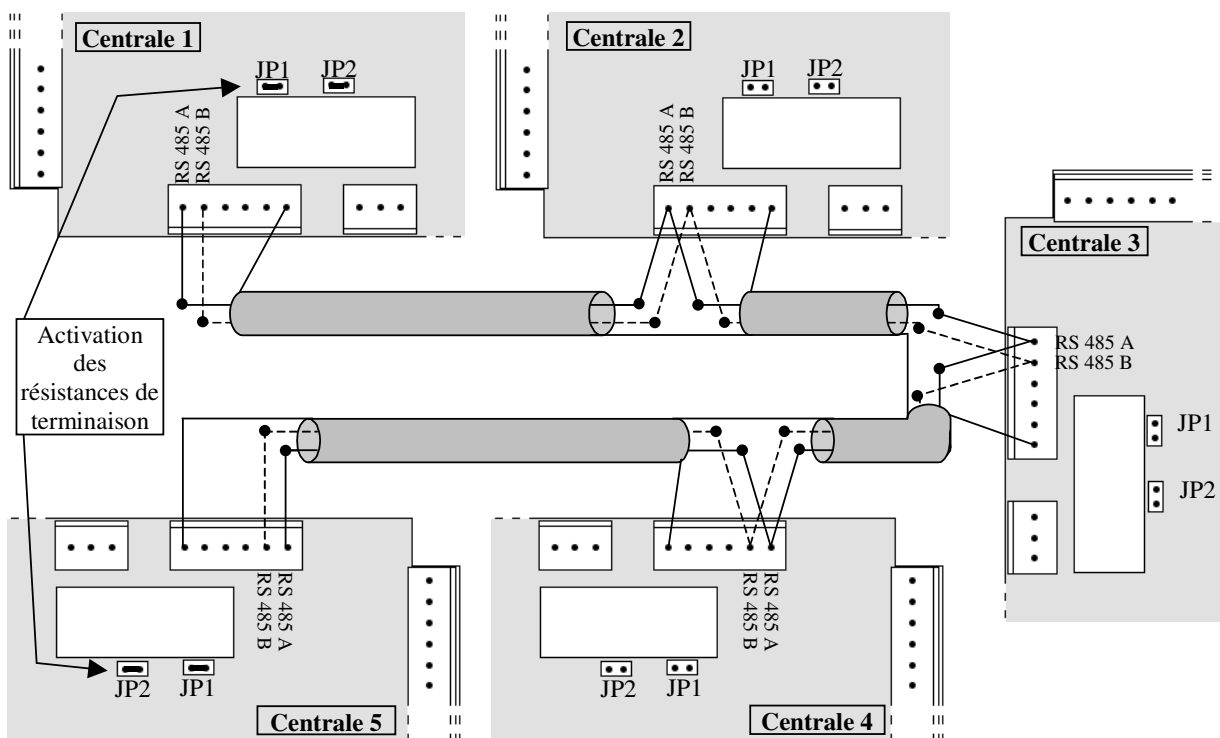 Centrale 1
JP1
JP2
RS 485 A
RS 485 B
Centrale 2
JP1
JP2
RS 485 A
RS 485 B
Centrale 3
RS 485 A
RS 485 B
JP1
JP2
Activation
des
résistances de
terminaison
RS 485 B
RS 485 A
JP2
JP1
Centrale 5
RS 485 B
RS 485 A
JP2
JP1
Centrale 4